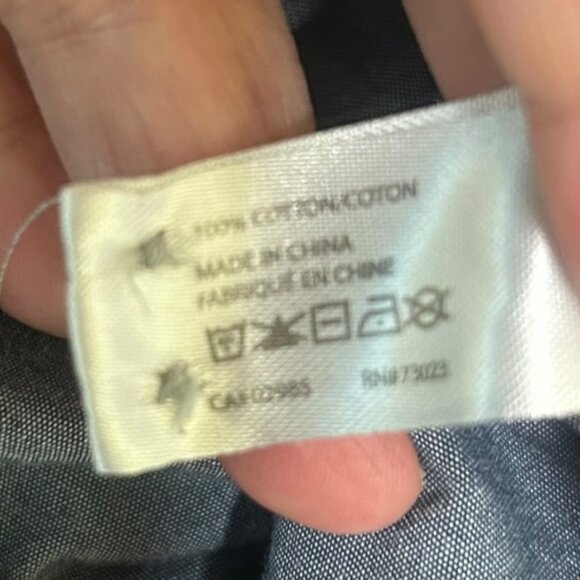 100% COTTON/COTON
MADE IN CHINA
FABRIQUÉ EN CHINE
CA#02985 RN#73023